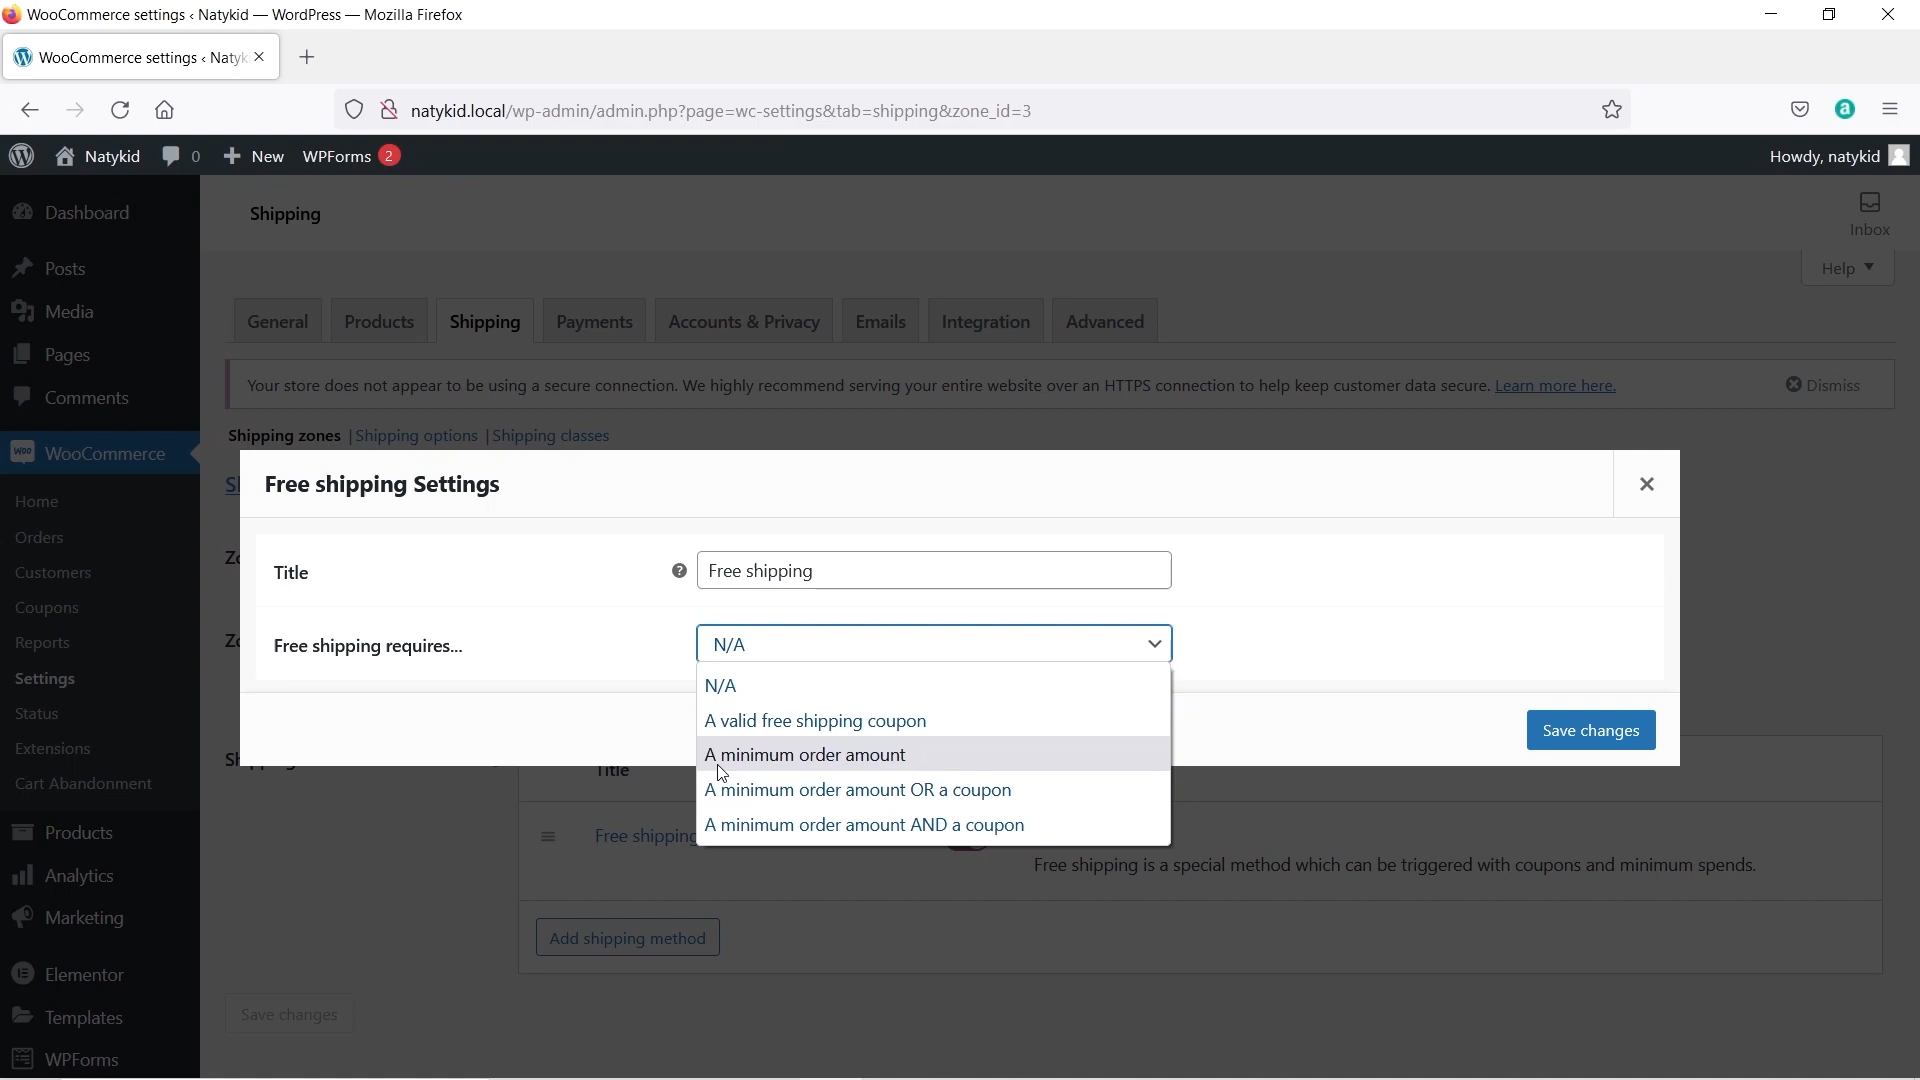 WooCommerce settings ‹ Natykid — WordPress — Mozilla Firefox
WooCommerce settings ‹ Natyk
natykid.local/wp-admin/admin.php?page=wc-settings&tab=shipping&zone_id=3
Natykid 0 New WPForms 2 Howdy, natykid
Dashboard
Posts
Media
Pages
Comments
WooCommerce
Home
Orders
Customers
Coupons
Reports
Settings
Status
Extensions
Cart Abandonment
Products
Analytics
Marketing
Elementor
Templates
WPForms
Shipping
Inbox
Help
General Products Shipping Payments Accounts & Privacy Emails Integration Advanced
Your store does not appear to be using a secure connection. We highly recommend serving your entire website over an HTTPS connection to help keep customer data secure. Learn more here. Dismiss
Shipping zones | Shipping options | Shipping classes
Free shipping Settings
Title Free shipping
Free shipping requires... N/A
N/A
A valid free shipping coupon
A minimum order amount
A minimum order amount OR a coupon
A minimum order amount AND a coupon
Save changes
Title
Free shipping
Free shipping is a special method which can be triggered with coupons and minimum spends.
Add shipping method
Save changes